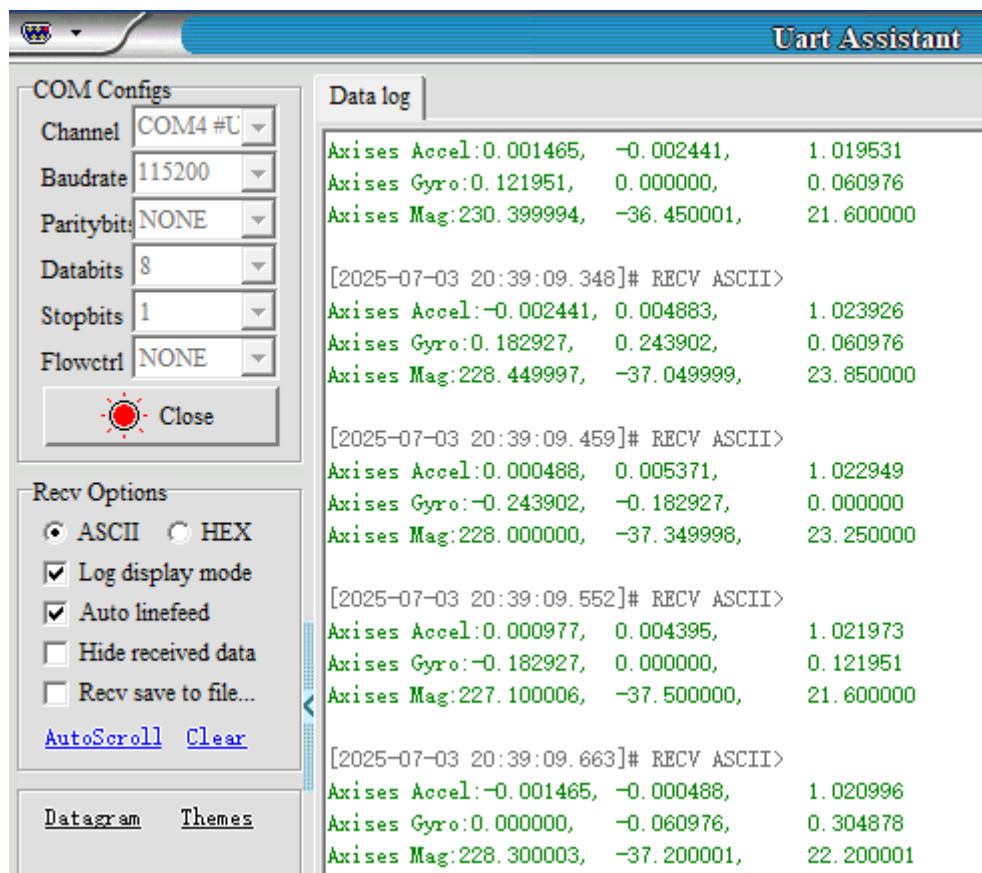 Uart Assistant
COM Configs
Channel COM4 #U
Baudrate 115200
Paritybit: NONE
Databits 8
Stopbits 1
Flowctrl NONE
Close
Recv Options
ASCII HEX
Log display mode
Auto linefeed
Hide received data
Recv save to file...
AutoScroll Clear
Datagram Themes
Data log
Axises Accel:0.001465, -0.002441, 1.019531
Axises Gyro:0.121951, 0.000000, 0.060976
Axises Mag:230.399994, -36.450001, 21.600000
[2025-07-03 20:39:09.348]# RECV ASCII>
Axises Accel:-0.002441, 0.004883, 1.023926
Axises Gyro:0.182927, 0.243902, 0.060976
Axises Mag:228.449997, -37.049999, 23.850000
[2025-07-03 20:39:09.459]# RECV ASCII>
Axises Accel:0.000488, 0.005371, 1.022949
Axises Gyro:-0.243902, -0.182927, 0.000000
Axises Mag:228.000000, -37.349998, 23.250000
[2025-07-03 20:39:09.552]# RECV ASCII>
Axises Accel:0.000977, 0.004395, 1.021973
Axises Gyro:-0.182927, 0.000000, 0.121951
Axises Mag:227.100006, -37.500000, 21.600000
[2025-07-03 20:39:09.663]# RECV ASCII>
Axises Accel:-0.001465, -0.000488, 1.020996
Axises Gyro:0.000000, -0.060976, 0.304878
Axises Mag:228.300003, -37.200001, 22.200001